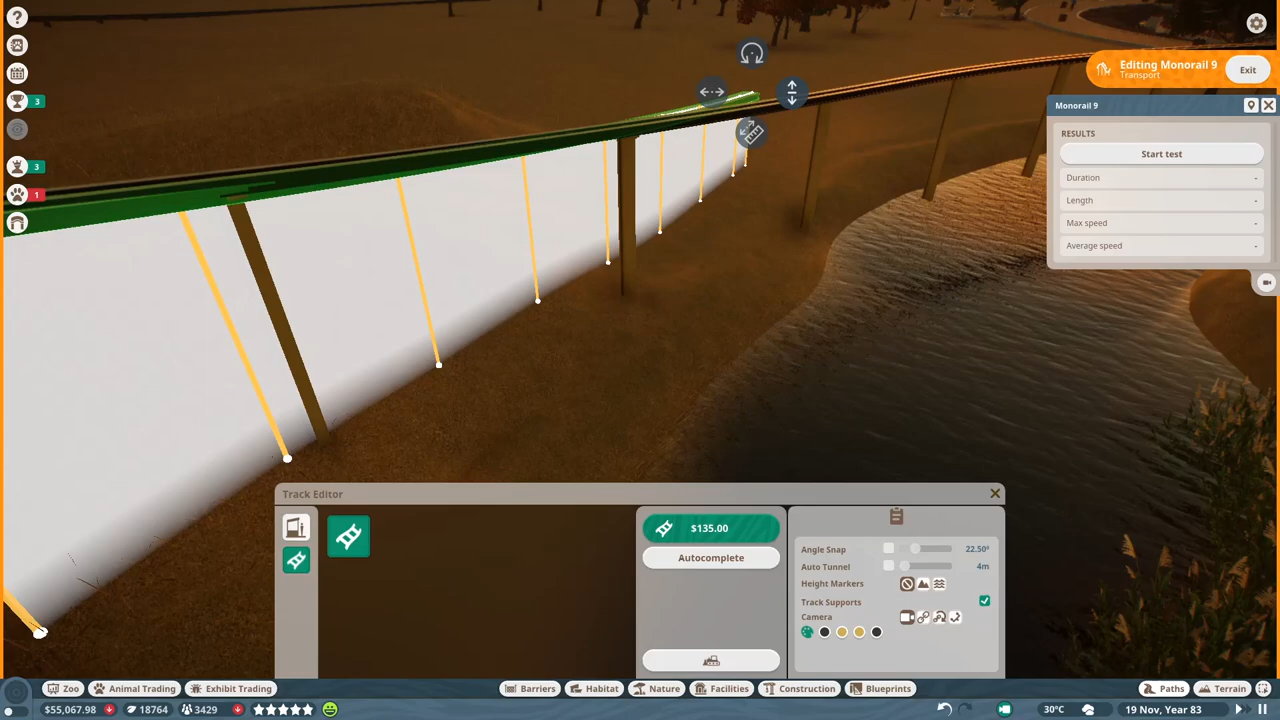 ?
3
3
1
Editing Monorail 9
Transport
Exit
Monorail 9
RESULTS
Start test
Duration -
Length -
Max speed -
Average speed -
Track Editor
$135.00
Autocomplete
Angle Snap 22.50°
Auto Tunnel 4m
Height Markers
Track Supports
Camera
Zoo Animal Trading Exhibit Trading Barriers Habitat Nature Facilities Construction Blueprints Paths Terrain
$55,067.98 18764 3429 30°C 19 Nov, Year 83